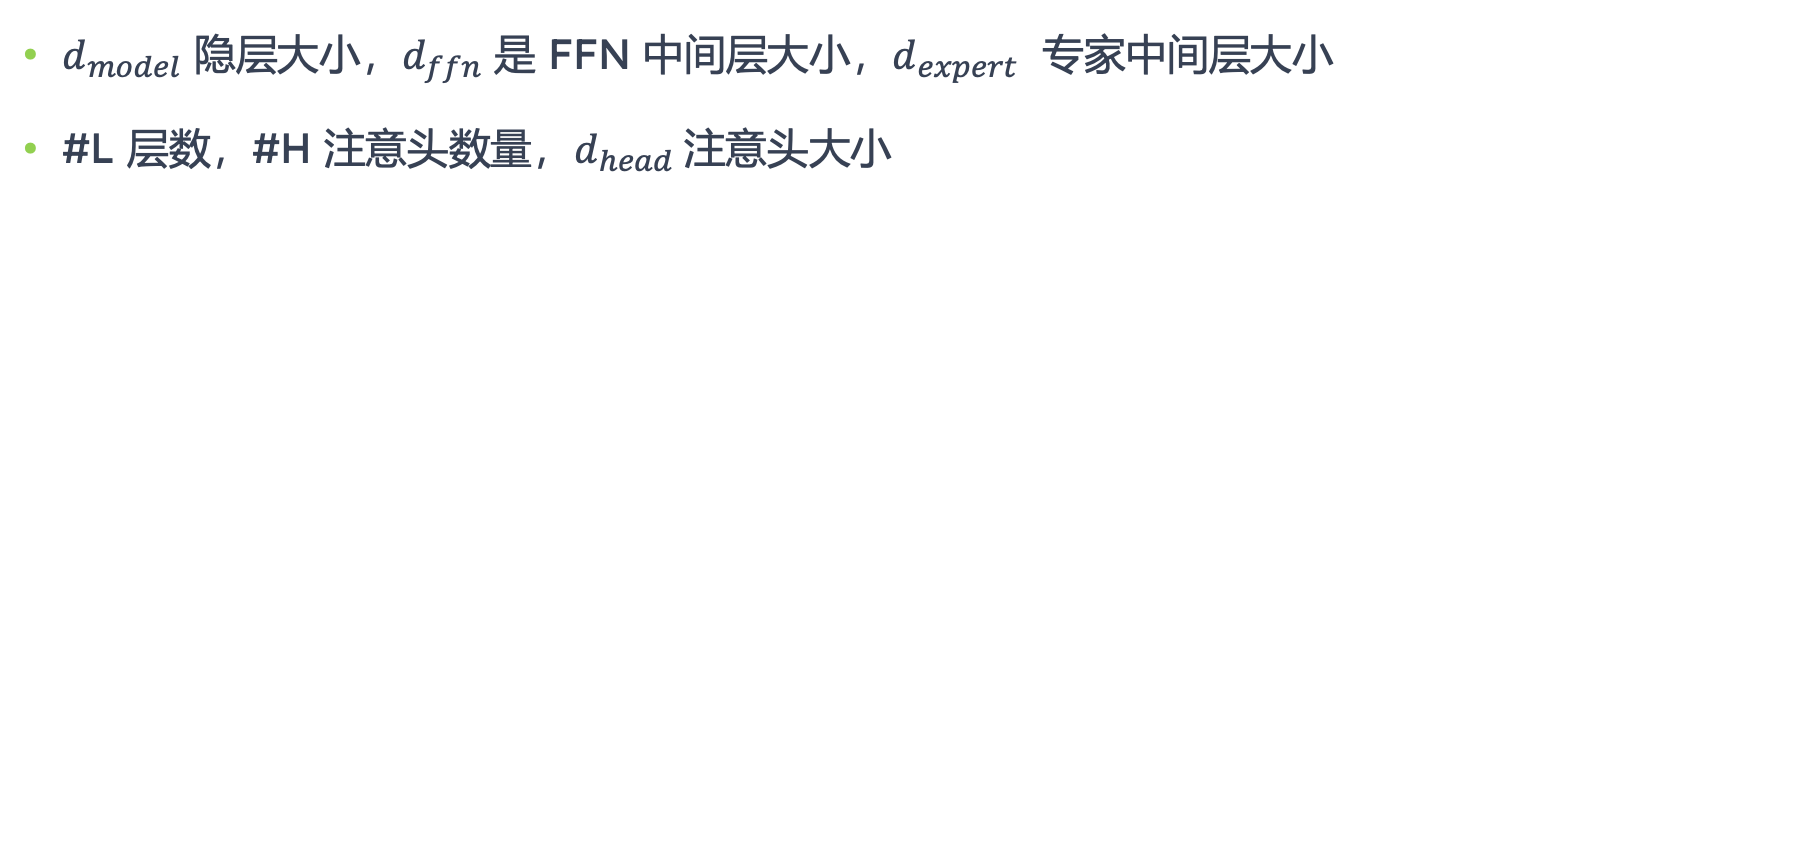 • d_model 隐层大小，d_ffn 是 FFN 中间层大小，d_expert 专家中间层大小
• #L 层数，#H 注意头数量，d_head 注意头大小